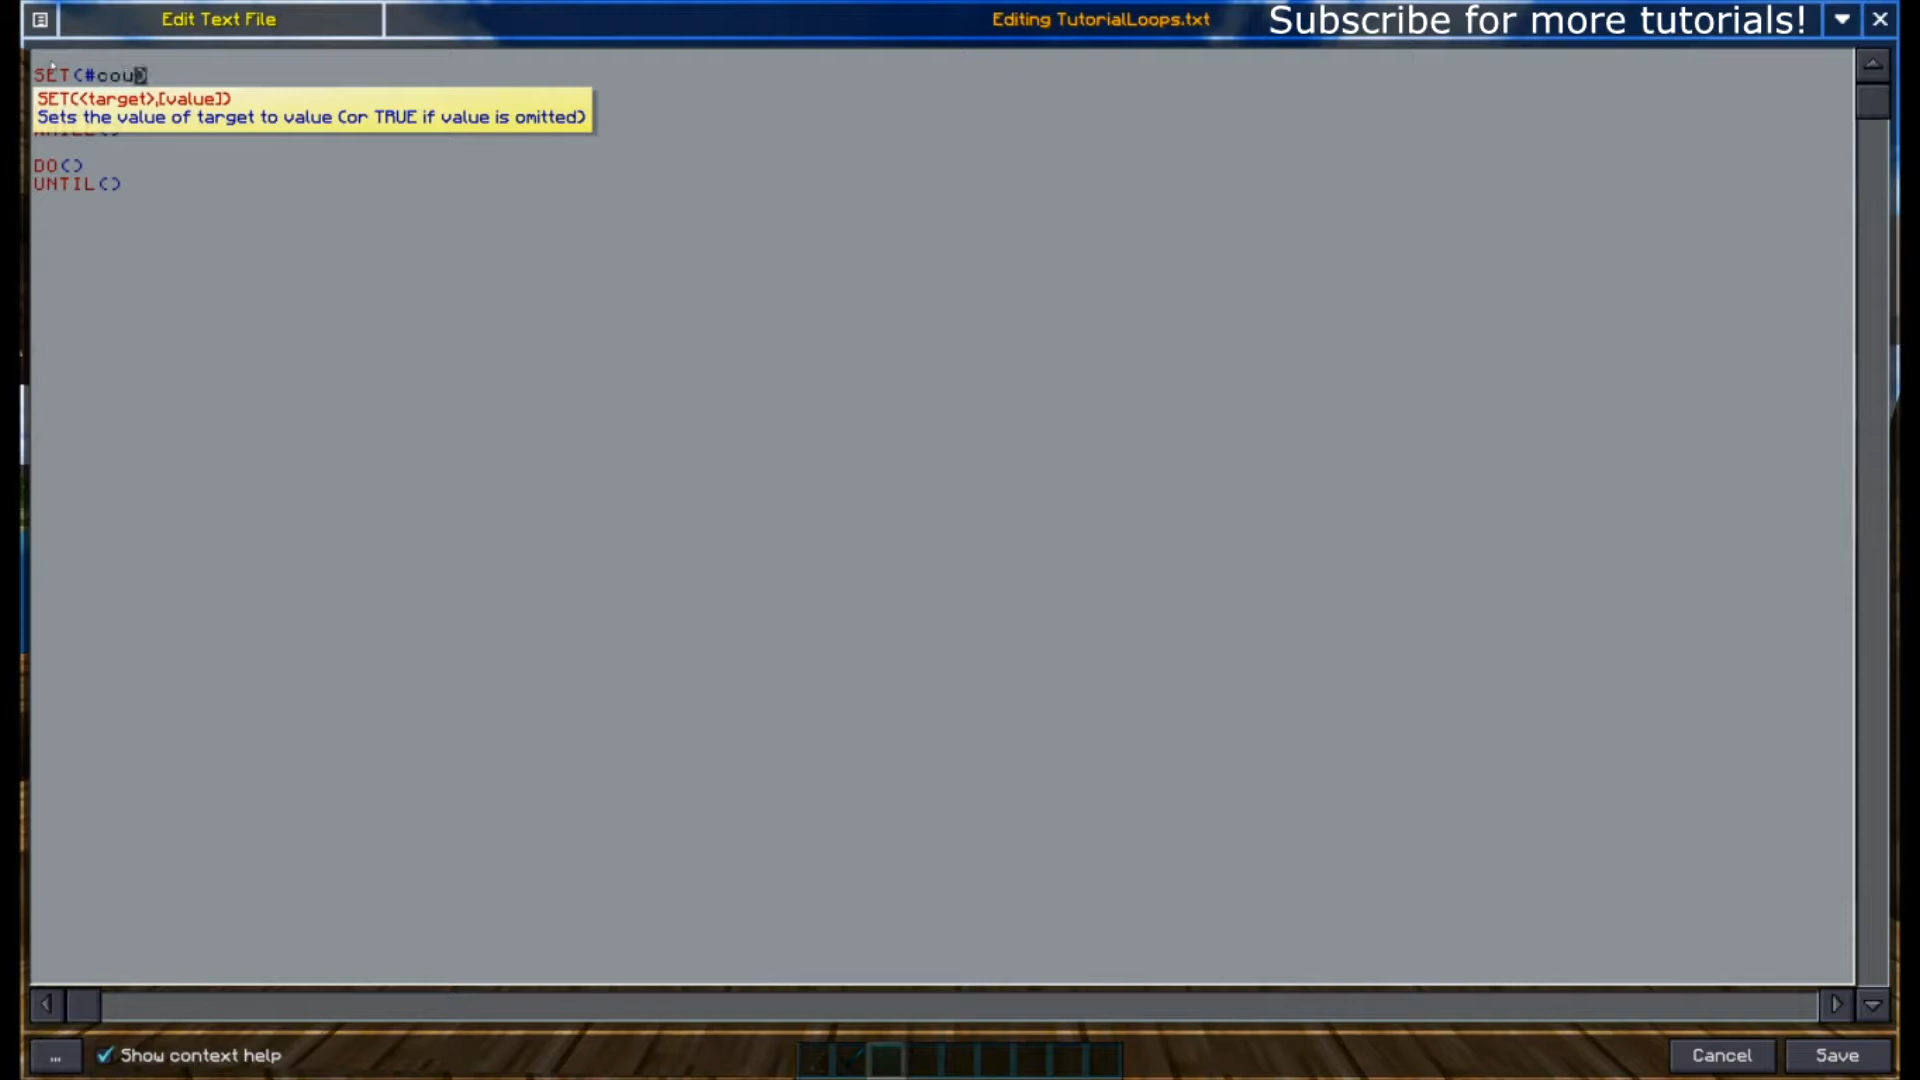 Edit Text File
Editing TutorialLoops.txt
Subscribe for more tutorials!
SET(#cou)
SET(<target>,[value])
Sets the value of target to value (or TRUE if value is omitted)
DO()
UNTIL()
...
Show context help
Cancel
Save